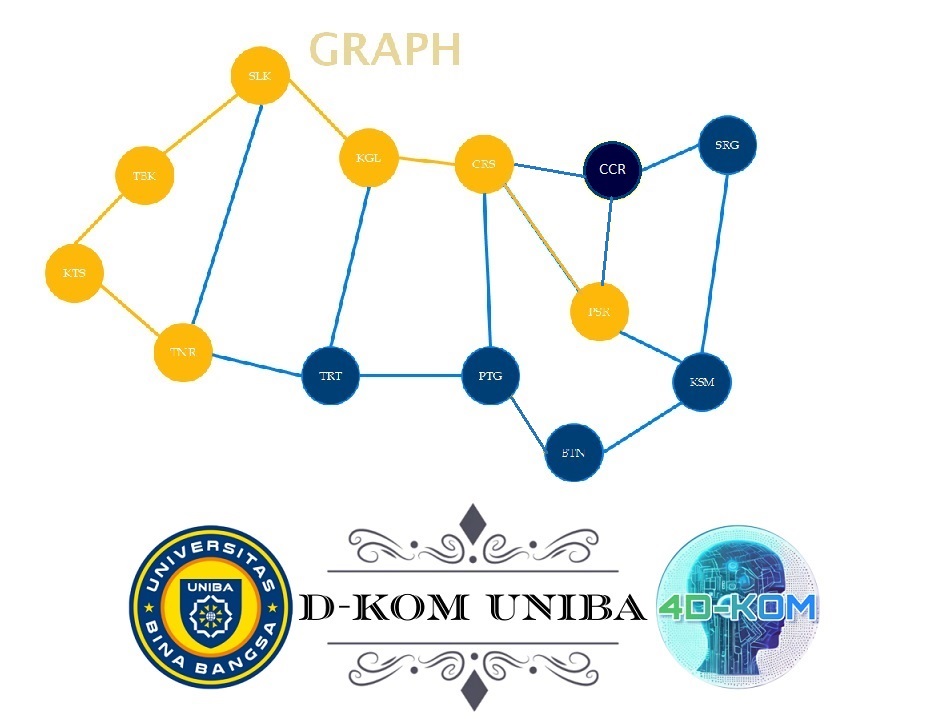 GRAPH
SLK
KGL
CRS
CCR
SRG
TBK
KTS
TNR
TRT
PTG
PSR
KSM
BTN
UNIVERSITAS
UNIBA
BINA BANGSA
D-KOM UNIBA
4D-KOM